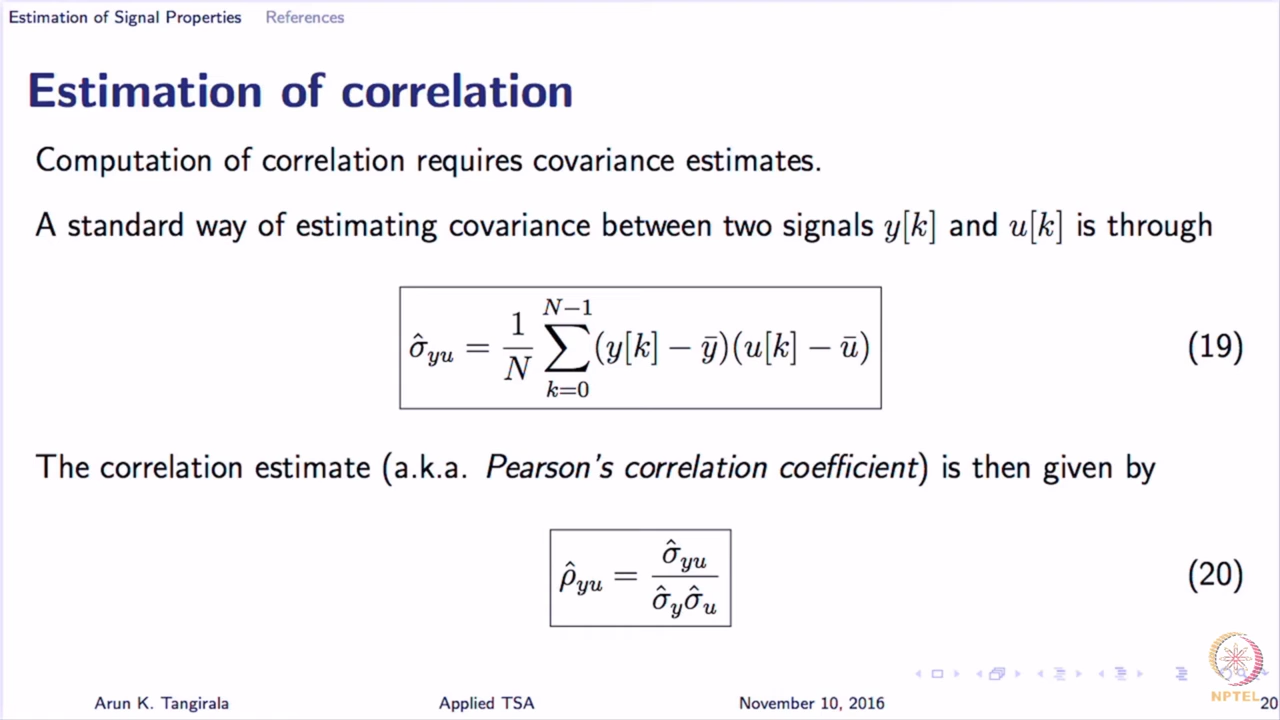 Estimation of Signal Properties References
Estimation of correlation
Computation of correlation requires covariance estimates.
A standard way of estimating covariance between two signals y[k] and u[k] is through
σ̂_yu = 1/N ∑_{k=0}^{N−1} (y[k] − ȳ)(u[k] − ū) (19)
The correlation estimate (a.k.a. Pearson's correlation coefficient) is then given by
ρ̂_yu = σ̂_yu / σ̂_y σ̂_u (20)
NPTEL
Arun K. Tangirala Applied TSA November 10, 2016 20